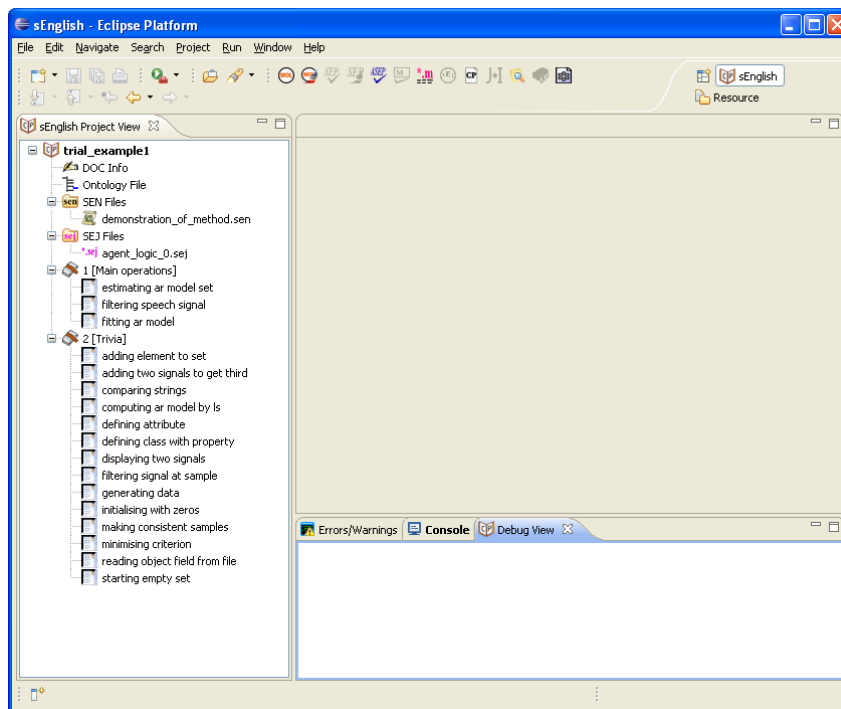 sEnglish - Eclipse Platform
File Edit Navigate Search Project Run Window Help
sEnglish
Resource
sEnglish Project View
trial_example1
DOC Info
Ontology File
SEN Files
demonstration_of_method.sen
SEJ Files
agent_logic_0.sej
1 [Main operations]
estimating ar model set
filtering speech signal
fitting ar model
2 [Trivia]
adding element to set
adding two signals to get third
comparing strings
computing ar model by ls
defining attribute
defining class with property
displaying two signals
filtering signal at sample
generating data
initialising with zeros
making consistent samples
minimising criterion
reading object field from file
starting empty set
Errors/Warnings Console Debug View